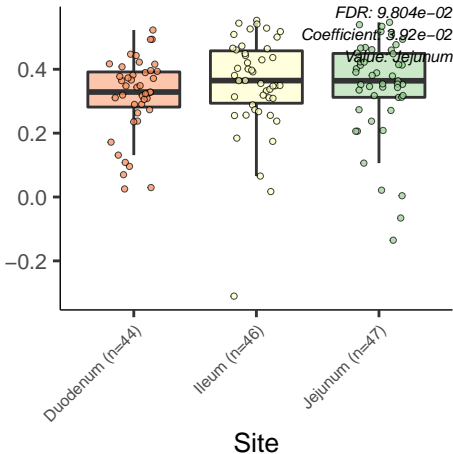 FDR: 9.804e−02
Coefficient: 3.92e−02
Value: Jejunum
0.4
0.2
0.0
−0.2
Duodenum (n=44)
Ileum (n=46)
Jejunum (n=47)
Site